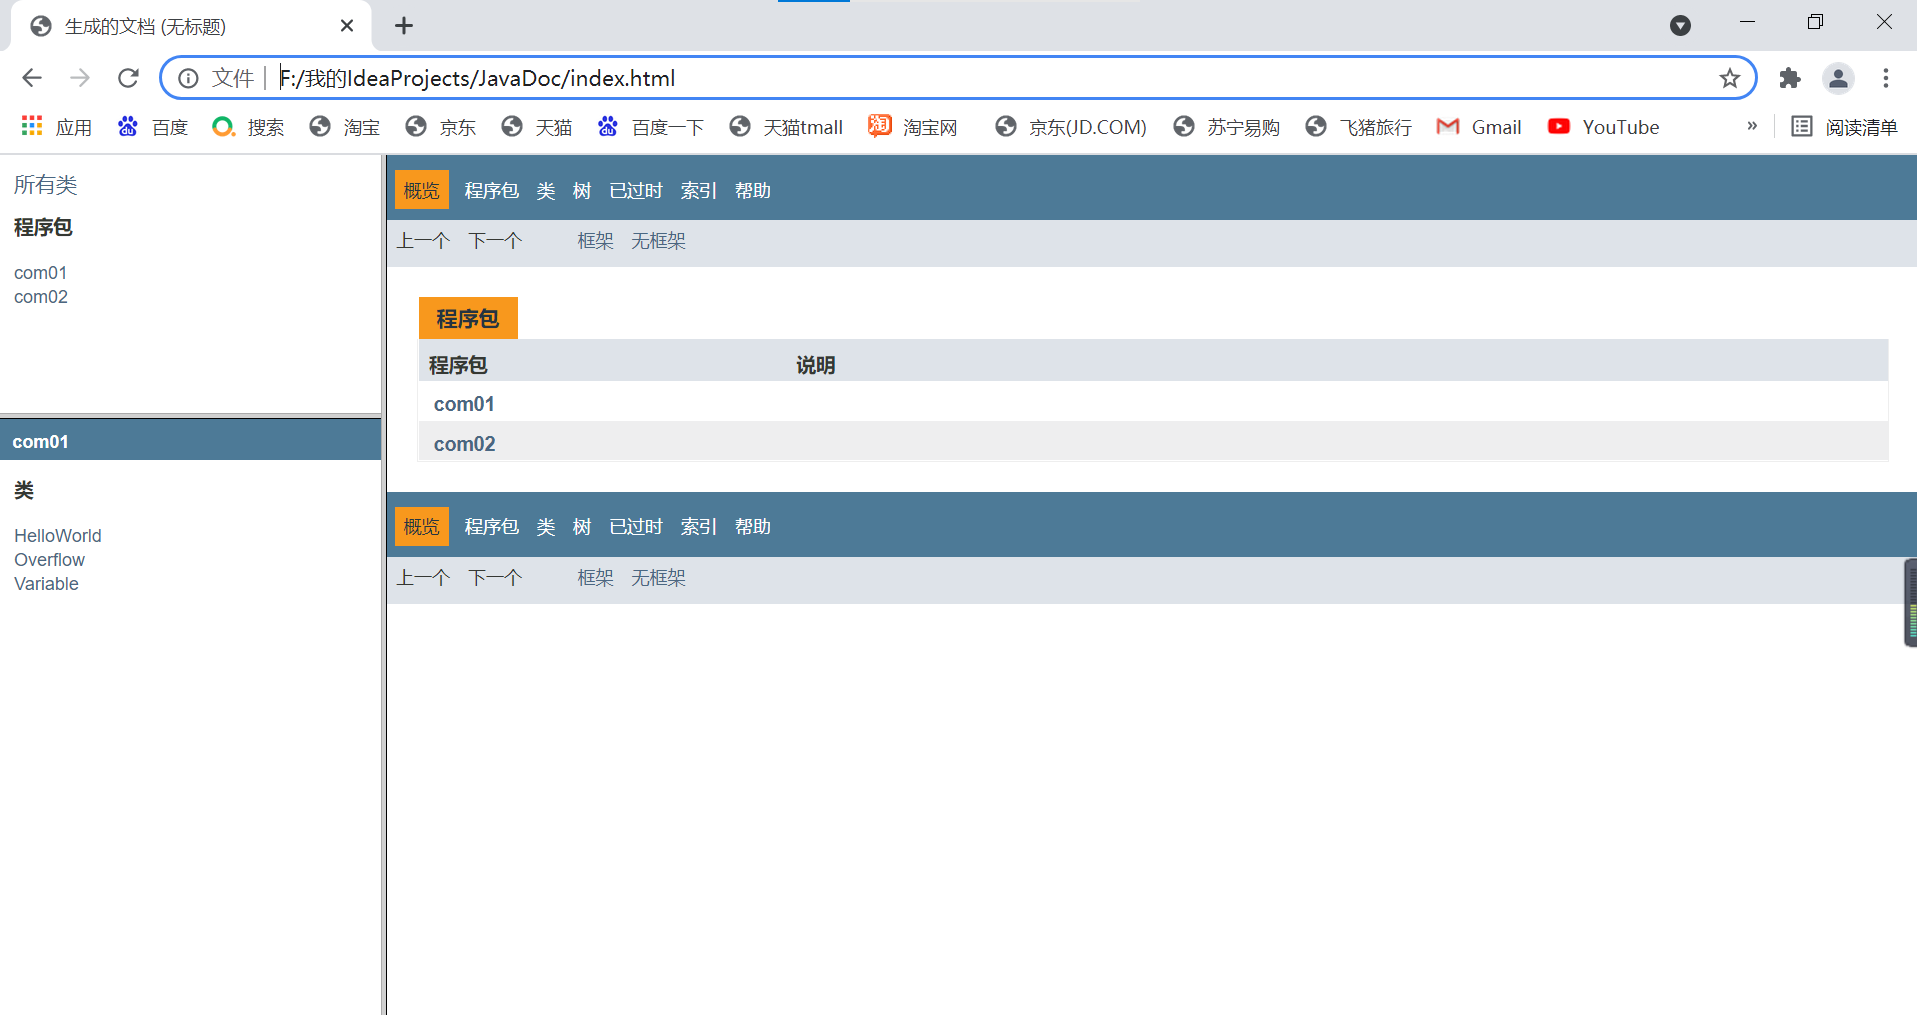 生成的文档 (无标题)
文件 F:/我的IdeaProjects/JavaDoc/index.html
应用 百度 搜索 淘宝 京东 天猫 百度一下 天猫tmall 淘 淘宝网 京东(JD.COM) 苏宁易购 飞猪旅行 Gmail YouTube » 阅读清单
所有类
程序包
com01
com02
com01
类
HelloWorld
Overflow
Variable
概览 程序包 类 树 已过时 索引 帮助
上一个 下一个 框架 无框架
程序包
程序包 说明
com01
com02
概览 程序包 类 树 已过时 索引 帮助
上一个 下一个 框架 无框架